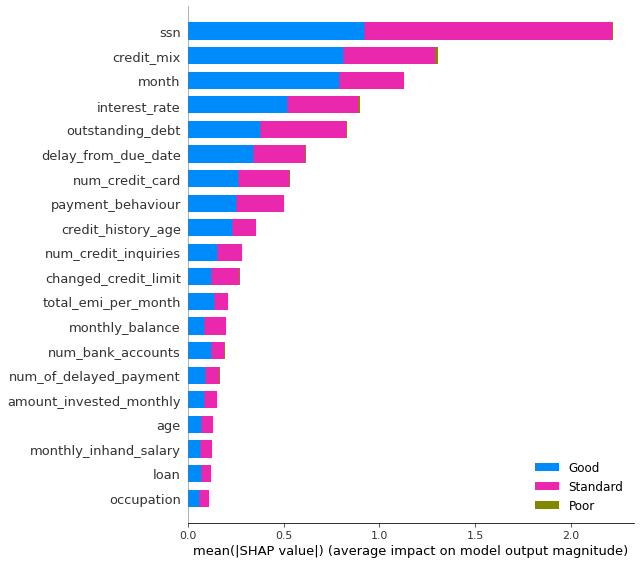 ssn
credit_mix
month
interest_rate
outstanding_debt
delay_from_due_date
num_credit_card
payment_behaviour
credit_history_age
num_credit_inquiries
changed_credit_limit
total_emi_per_month
monthly_balance
num_bank_accounts
num_of_delayed_payment
amount_invested_monthly
age
monthly_inhand_salary
loan
occupation
Good
Standard
Poor
0.0 0.5 1.0 1.5 2.0
mean(|SHAP value|) (average impact on model output magnitude)